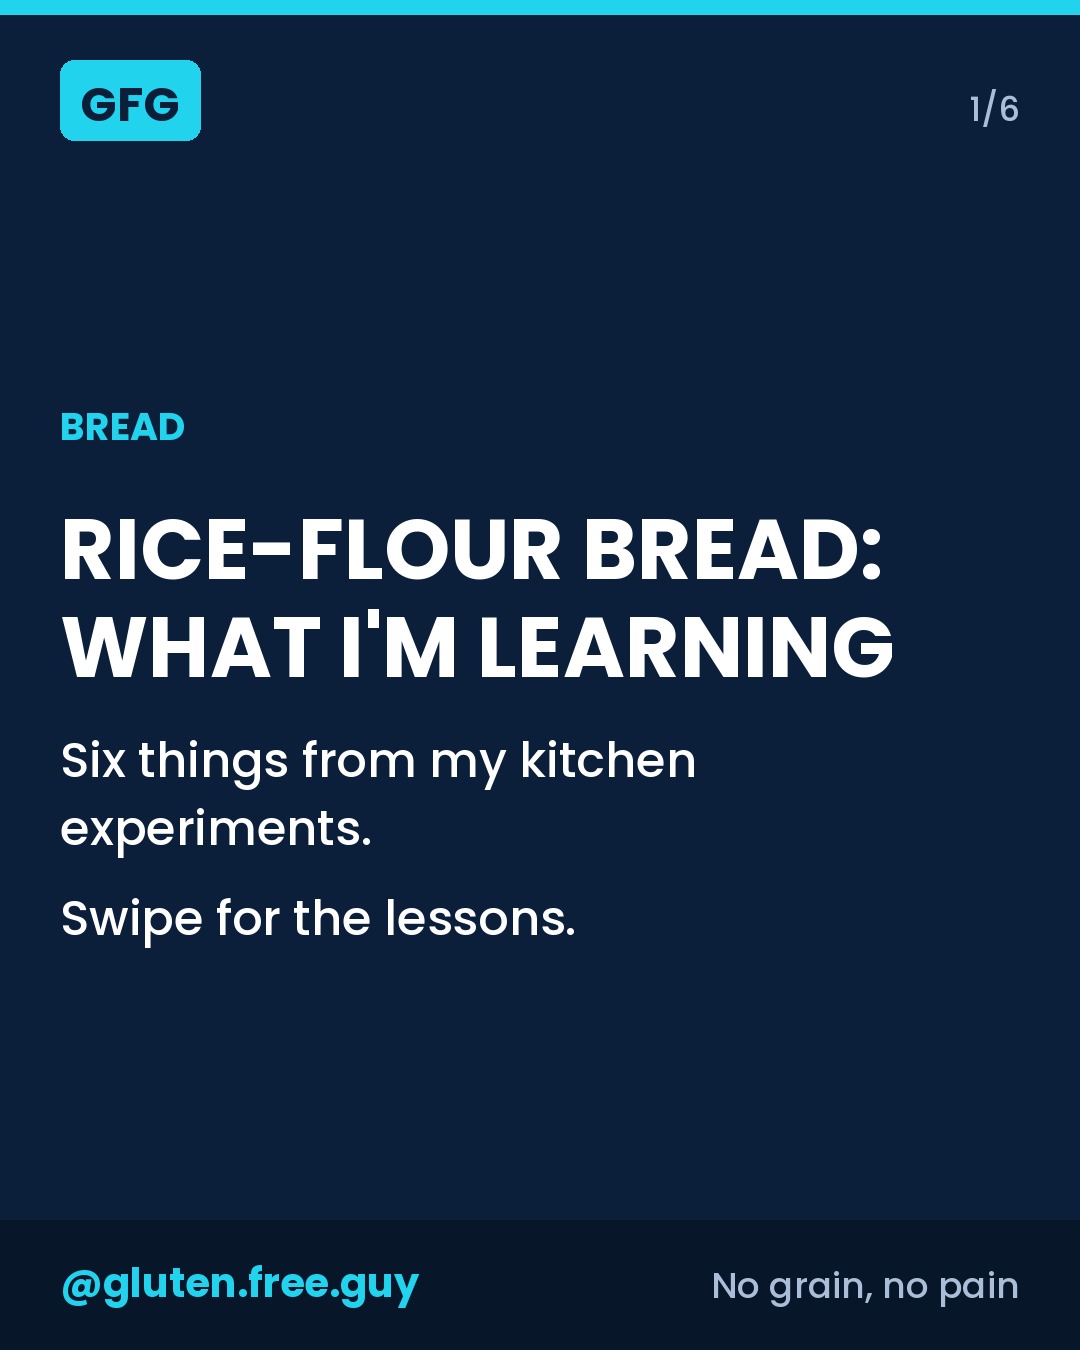 GFG
1/6
BREAD
RICE-FLOUR BREAD:
WHAT I'M LEARNING
Six things from my kitchen
experiments.
Swipe for the lessons.
@gluten.free.guy
No grain, no pain